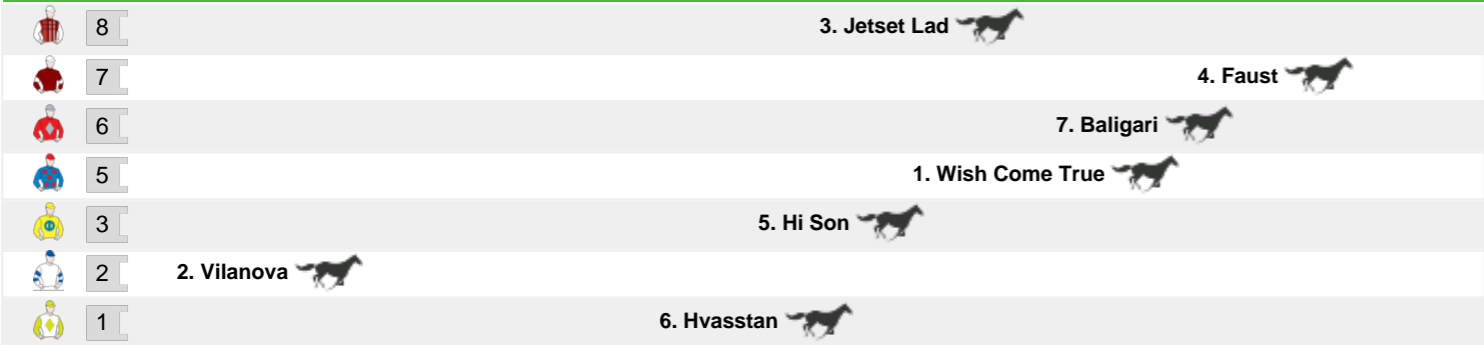 8 3. Jetset Lad
7 4. Faust
6 7. Baligari
5 1. Wish Come True
3 5. Hi Son
2 2. Vilanova
1 6. Hvasstan